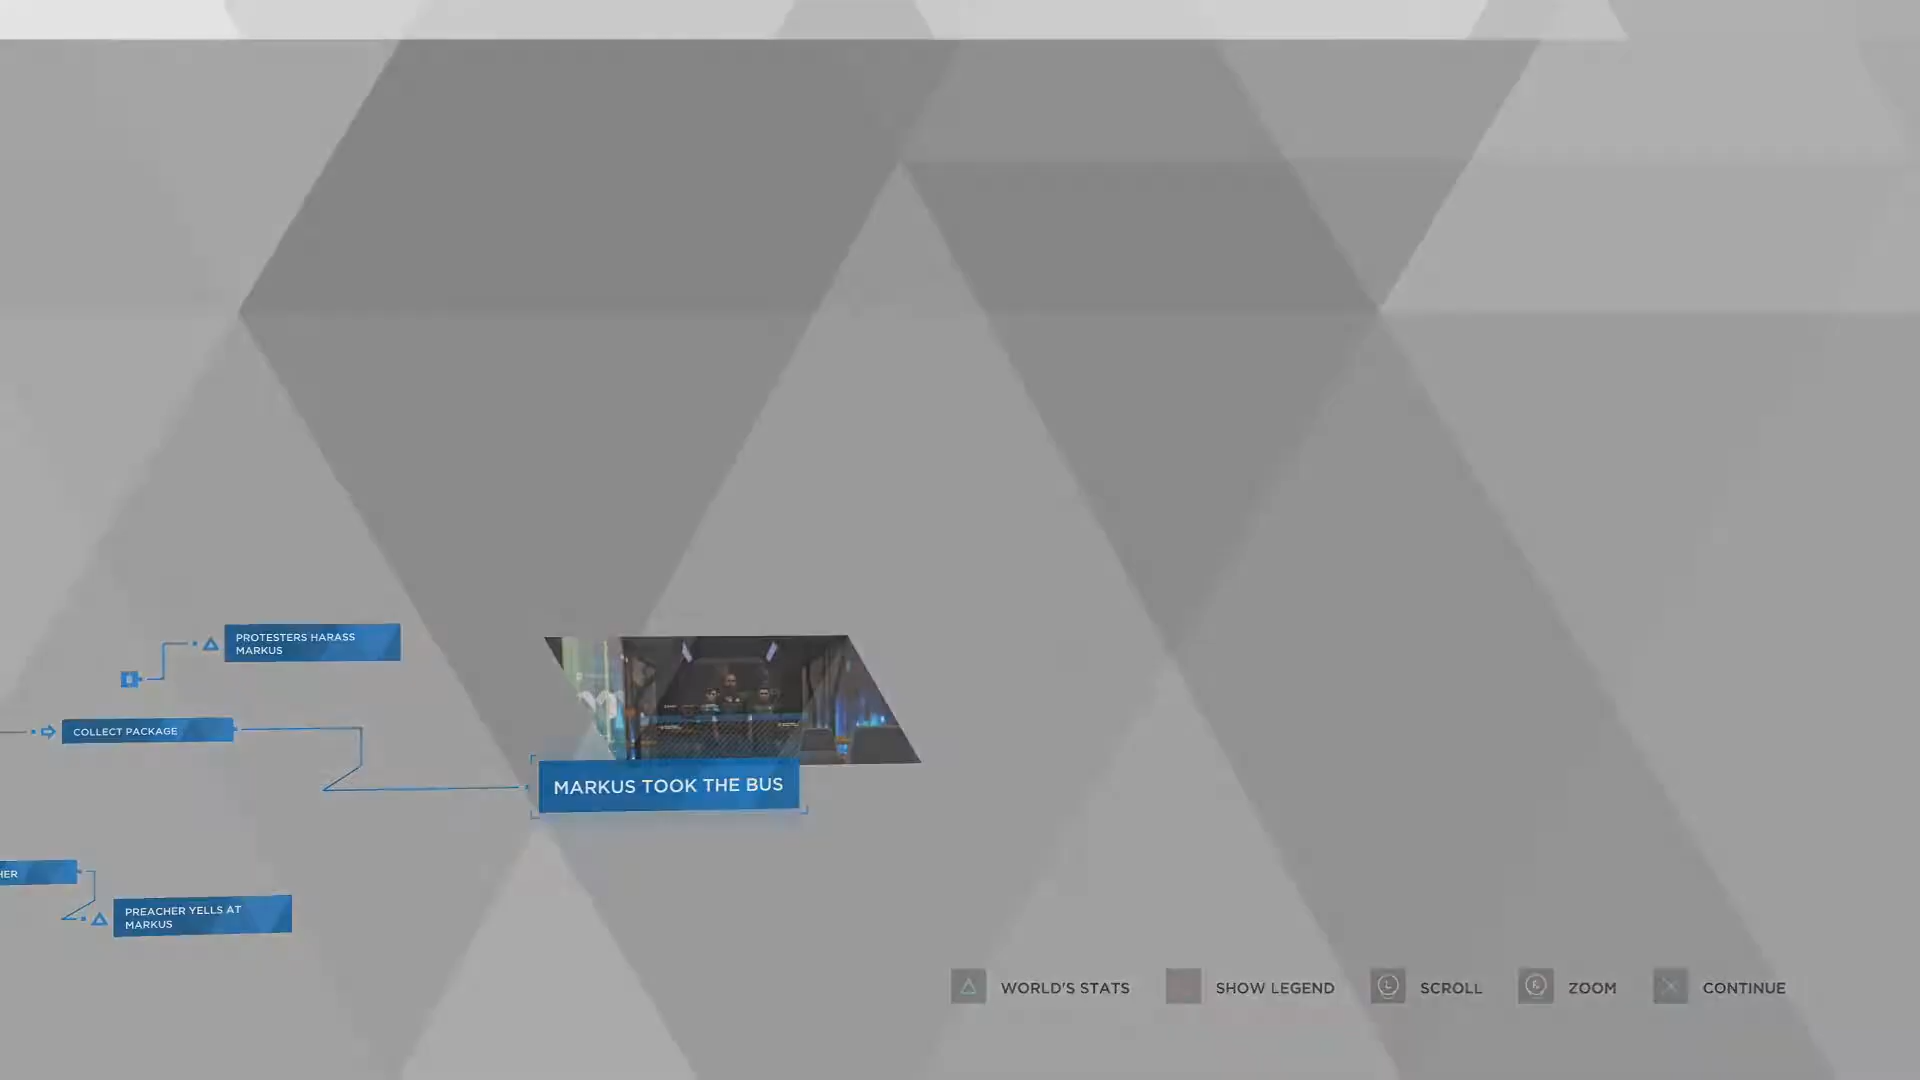 PROTESTERS HARASS
MARKUS
COLLECT PACKAGE
MARKUS TOOK THE BUS
HER
PREACHER YELLS AT
MARKUS
WORLD'S STATS
SHOW LEGEND
L
SCROLL
R
ZOOM
CONTINUE